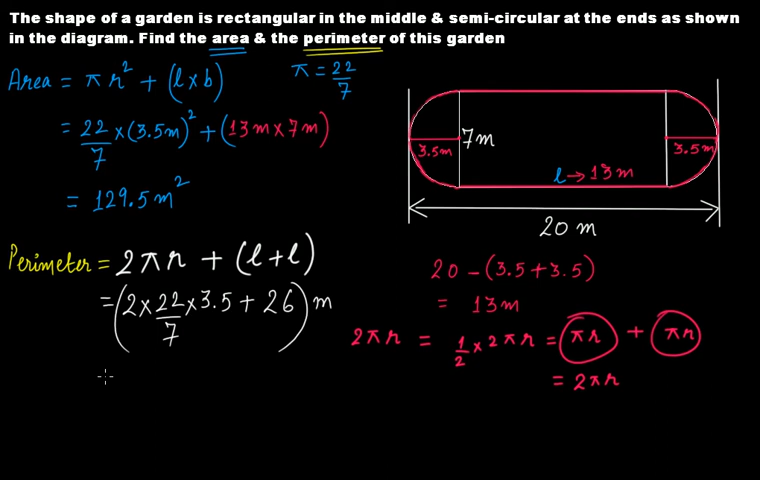 The shape of a garden is rectangular in the middle & semi-circular at the ends as shown
in the diagram. Find the area & the perimeter of this garden
Area = πr² + (l×b)
π = 22/7
= 22/7 × (3.5m)² + (13m × 7m)
= 129.5 m²
3.5m
7m
3.5m
l → 13m
20 m
Perimeter = 2πr + (l+l)
= (2 × 22/7 × 3.5 + 26) m
20 - (3.5+3.5)
= 13m
2πr = 1/2 × 2πr = πr + πr
= 2πr